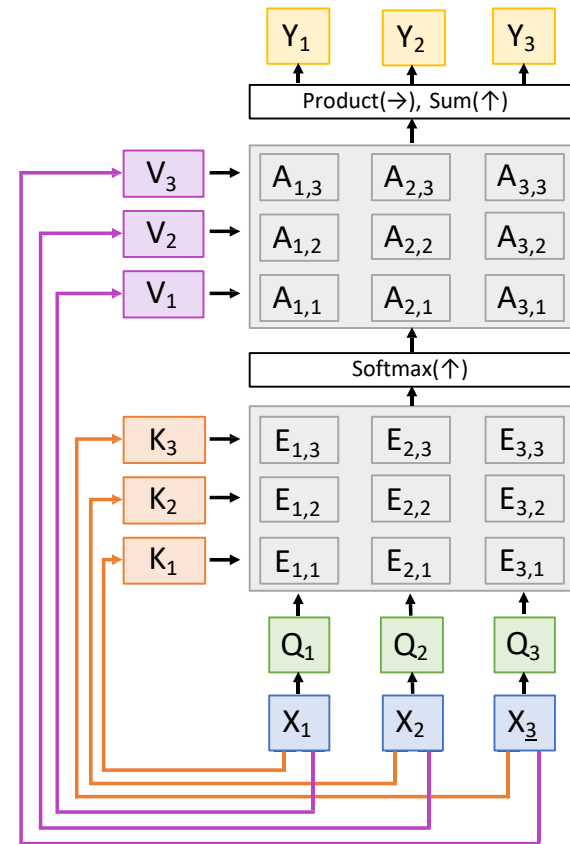 Y₁ Y₂ Y₃
Product(→), Sum(↑)
V₃ A₁,₃ A₂,₃ A₃,₃
V₂ A₁,₂ A₂,₂ A₃,₂
V₁ A₁,₁ A₂,₁ A₃,₁
Softmax(↑)
K₃ E₁,₃ E₂,₃ E₃,₃
K₂ E₁,₂ E₂,₂ E₃,₂
K₁ E₁,₁ E₂,₁ E₃,₁
Q₁ Q₂ Q₃
X₁ X₂ X₃